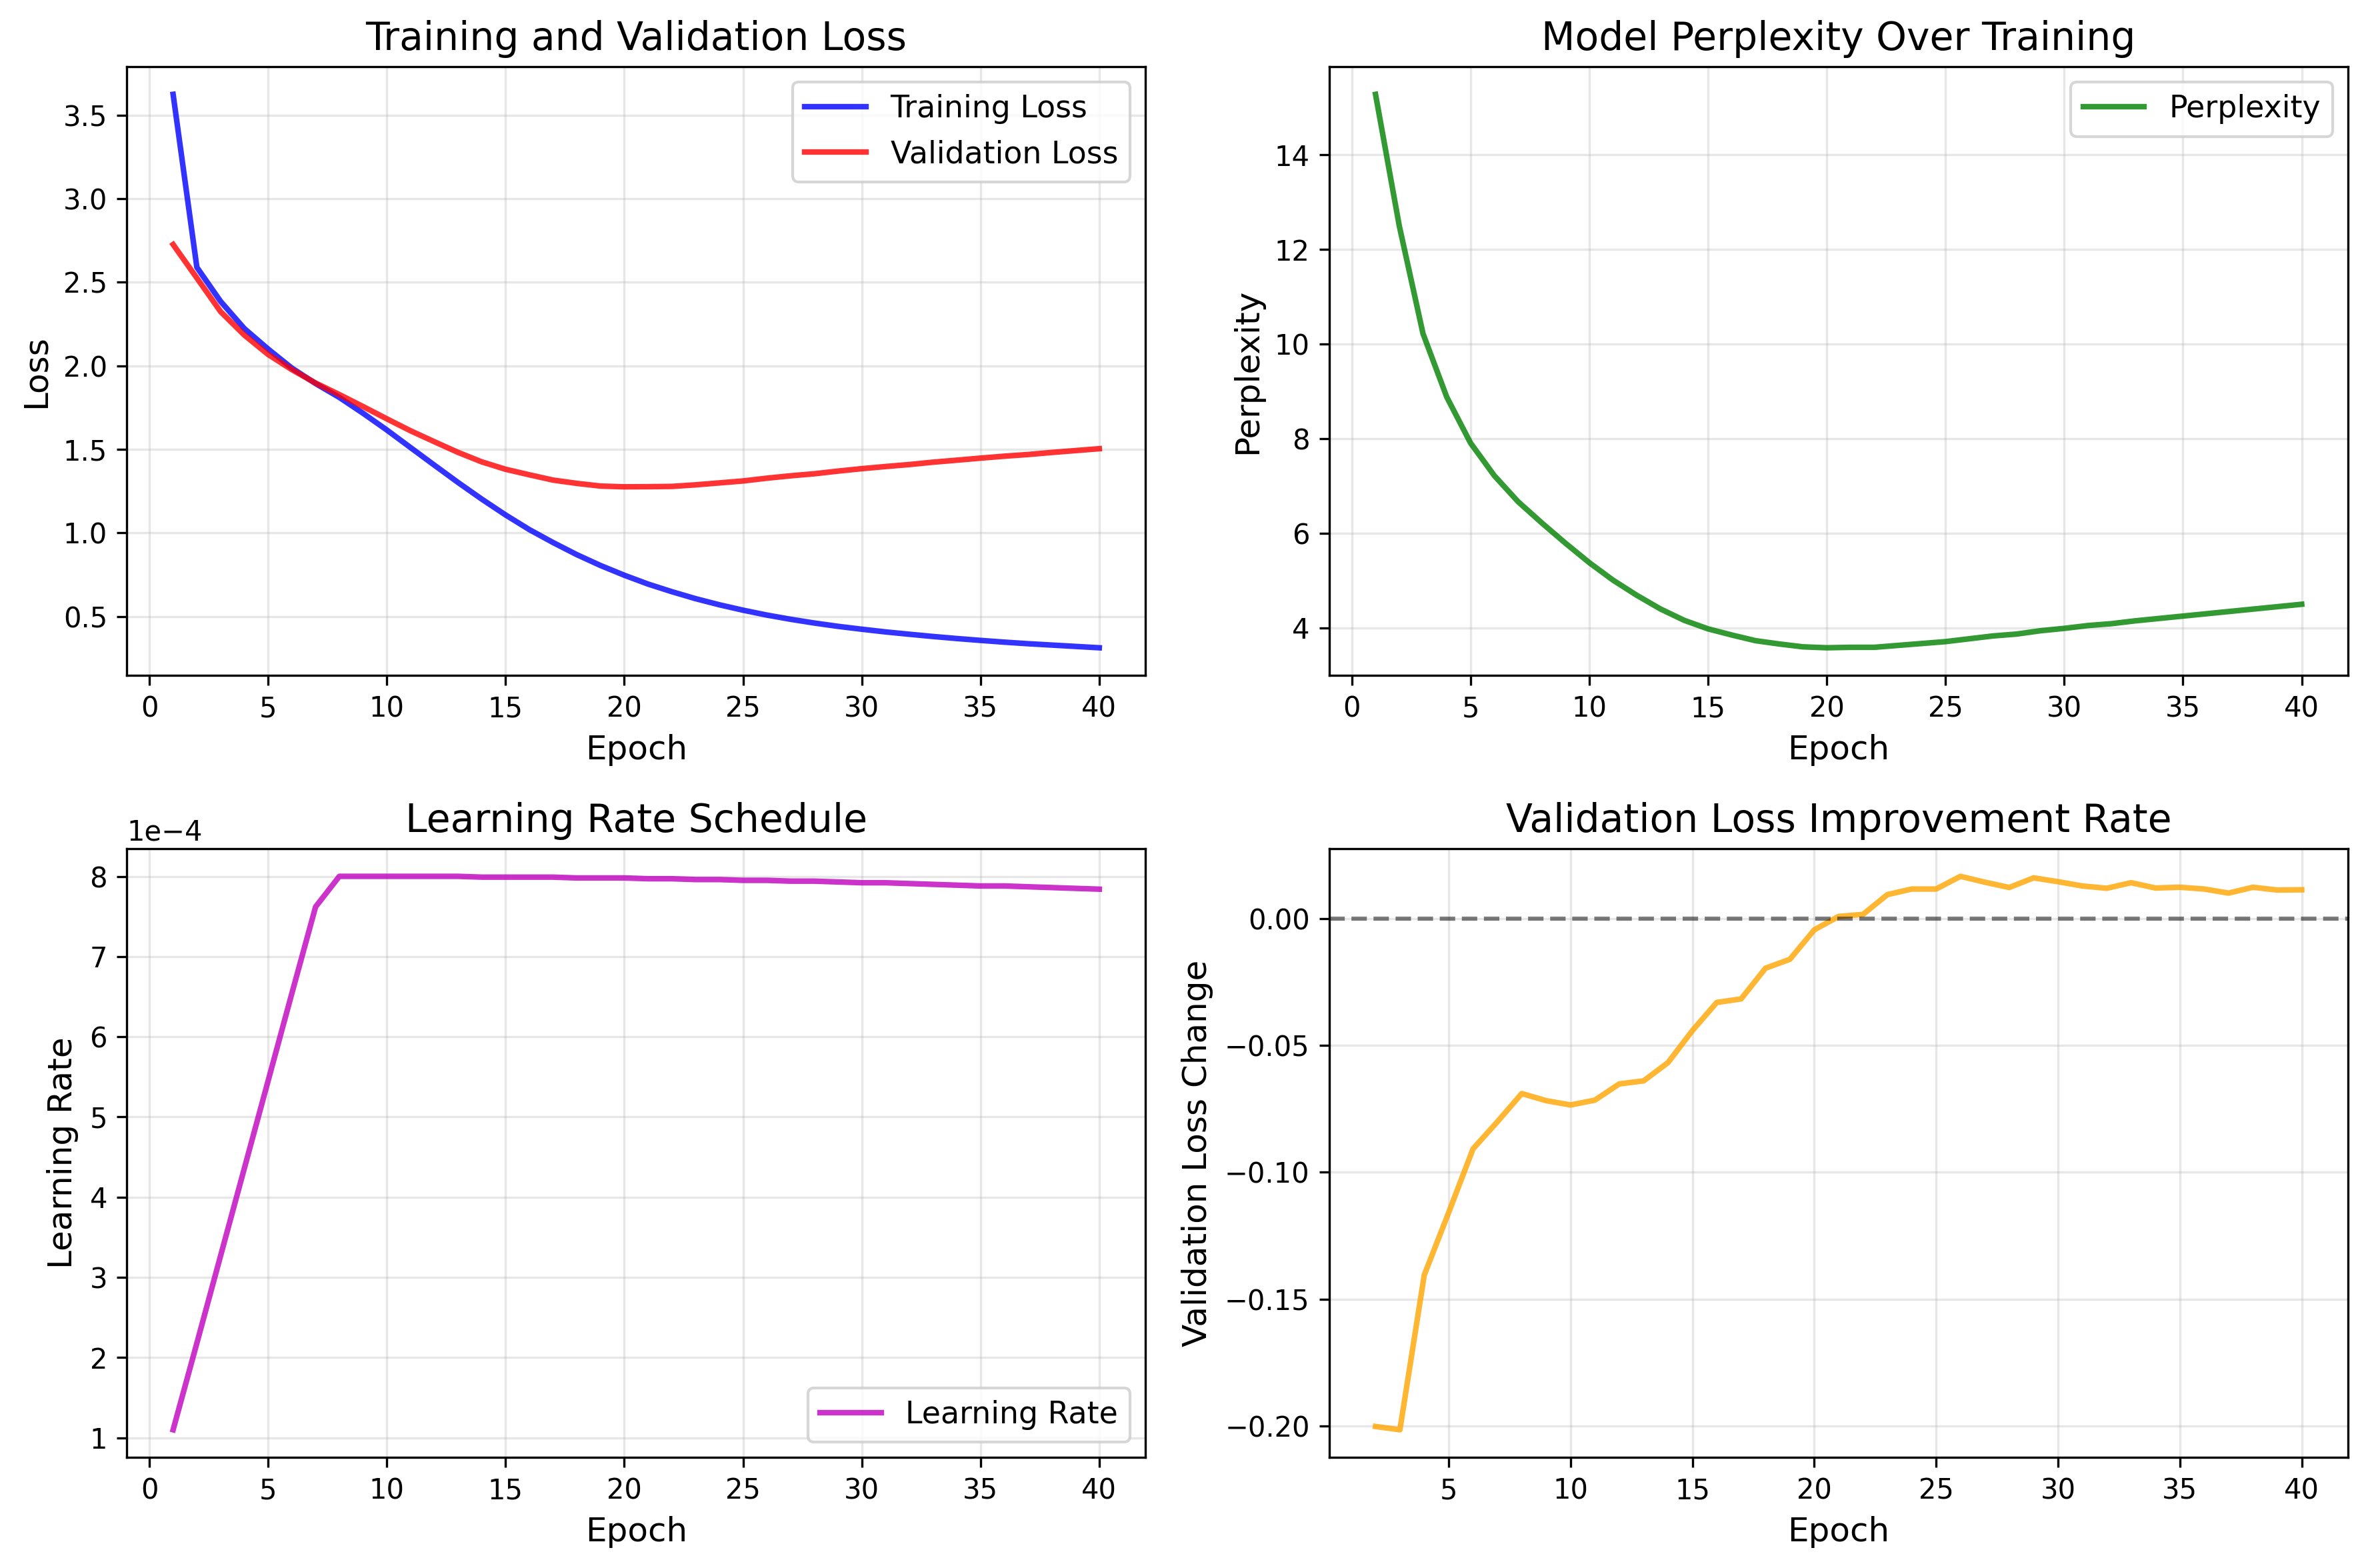 Training and Validation Loss
3.5
3.0
2.5
2.0
1.5
1.0
0.5
Loss
0 5 10 15 20 25 30 35 40
Epoch
Training Loss
Validation Loss
Model Perplexity Over Training
14
12
10
8
6
4
Perplexity
0 5 10 15 20 25 30 35 40
Epoch
Perplexity
Learning Rate Schedule
1e−4
8
7
6
5
4
3
2
1
Learning Rate
0 5 10 15 20 25 30 35 40
Epoch
Learning Rate
Validation Loss Improvement Rate
0.00
−0.05
−0.10
−0.15
−0.20
Validation Loss Change
5 10 15 20 25 30 35 40
Epoch